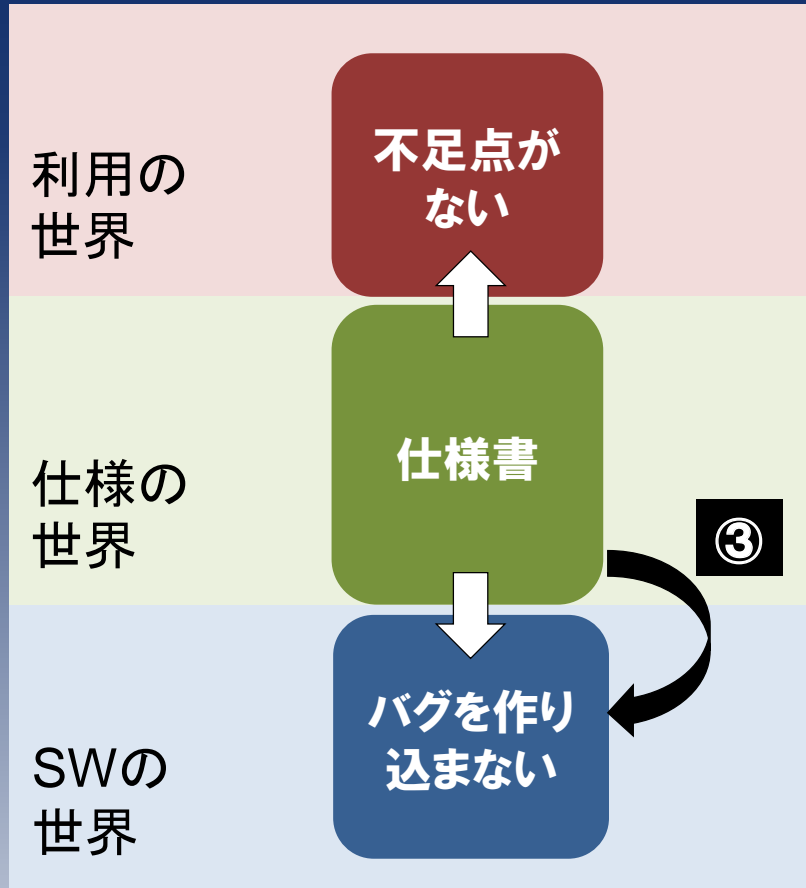 不足点が
ない
利用の
世界
仕様書
仕様の
世界
③
バグを作り
込まない
SWの
世界